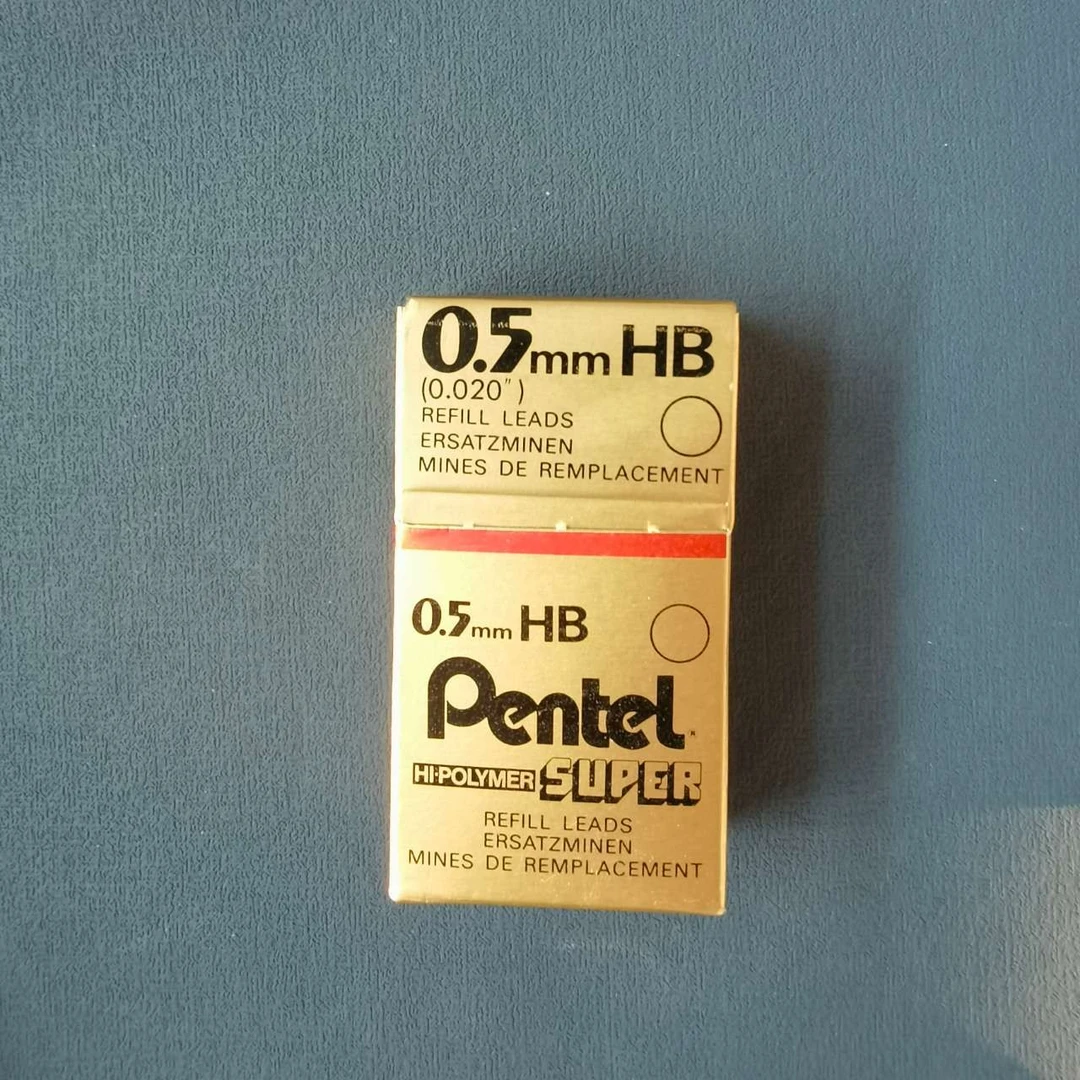 0.5mm HB
(0.020")
REFILL LEADS
ERSATZMINEN
MINES DE REMPLACEMENT
0.5mm HB
Pentel®
HI-POLYMER SUPER
REFILL LEADS
ERSATZMINEN
MINES DE REMPLACEMENT